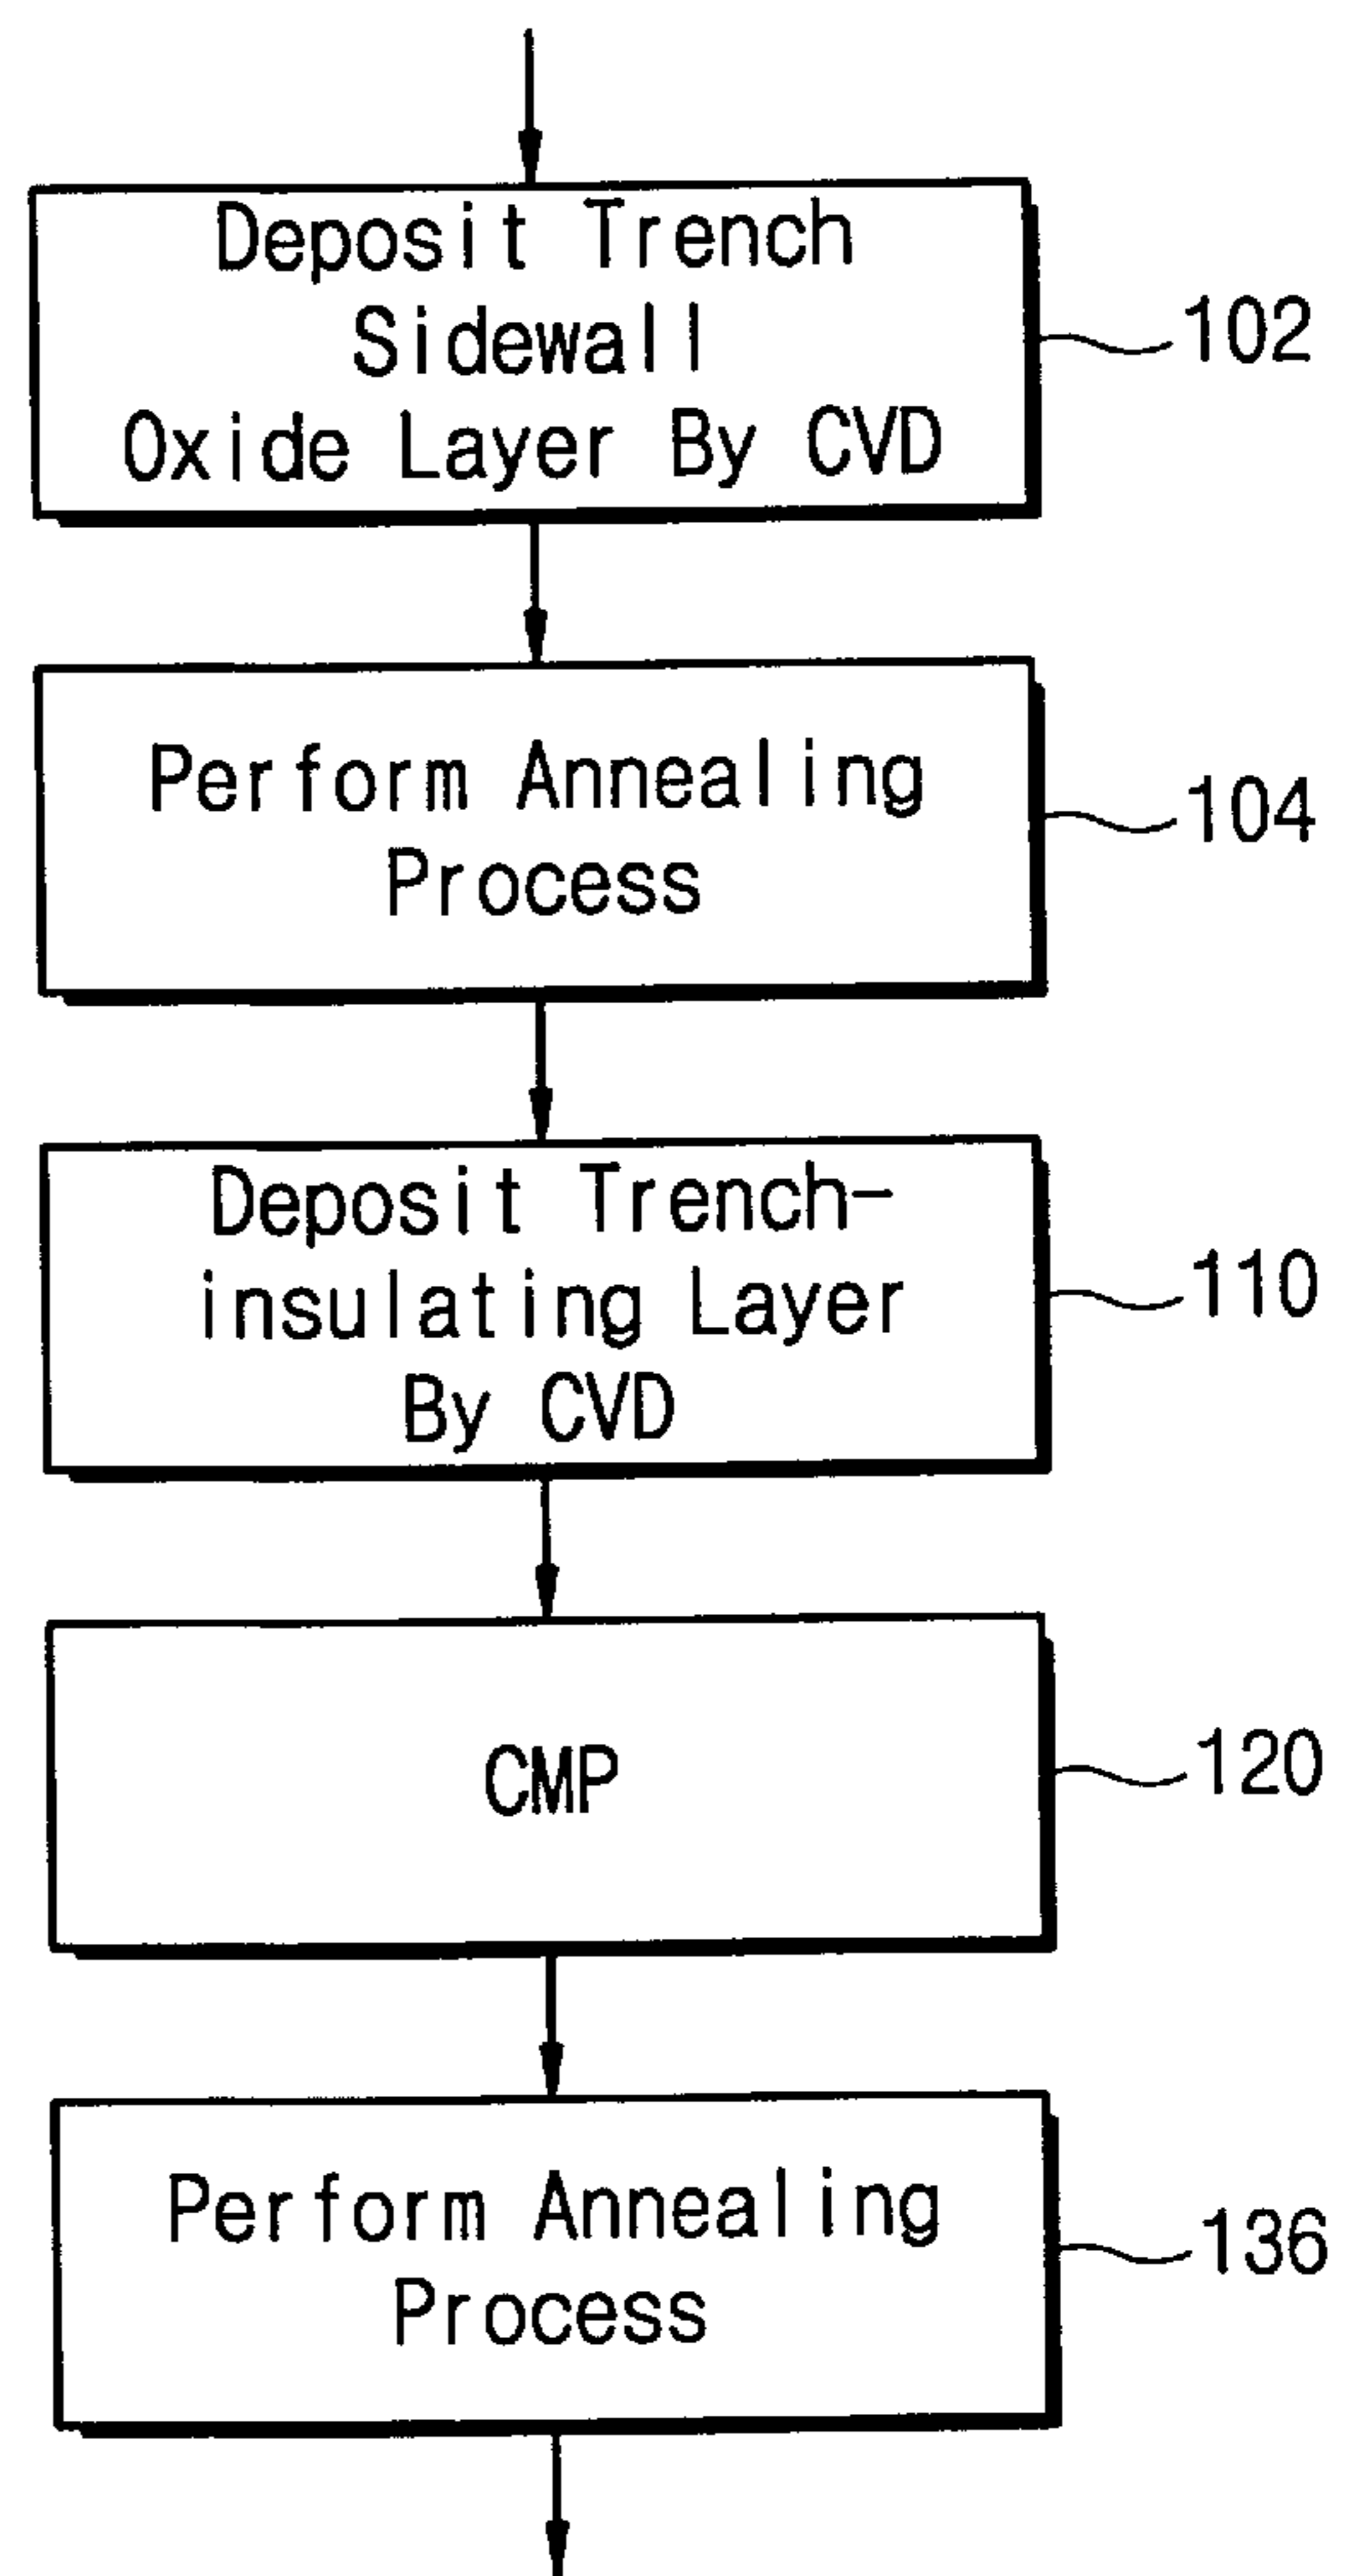 Deposit Trench
Sidewall
Oxide Layer By CVD
102
Perform Annealing
Process
104
Deposit Trench-
insulating Layer
By CVD
110
CMP
120
Perform Annealing
Process
136